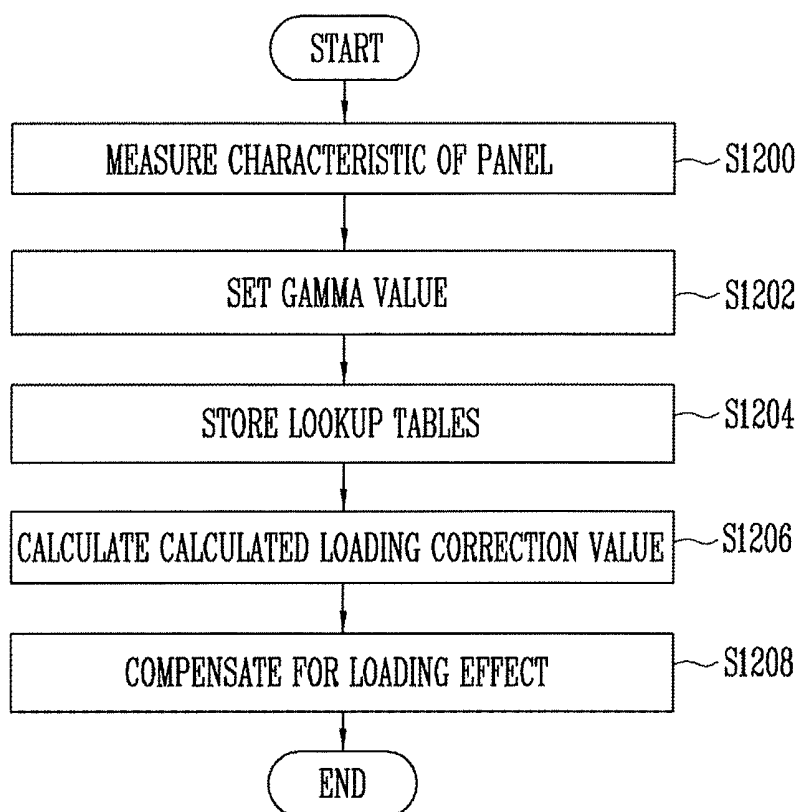 START
MEASURE CHARACTERISTIC OF PANEL
S1200
SET GAMMA VALUE
S1202
STORE LOOKUP TABLES
S1204
CALCULATE CALCULATED LOADING CORRECTION VALUE
S1206
COMPENSATE FOR LOADING EFFECT
S1208
END